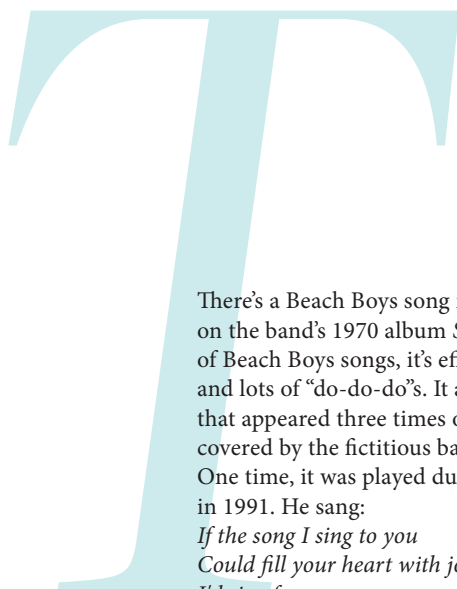 T
There's a Beach Boys song
on the band's 1970 album
of Beach Boys songs, it's
and lots of “do-do-do”s. It
that appeared three times
covered by the fictitious
One time, it was played
in 1991. He sang:
If the song I sing to you
Could fill your heart with